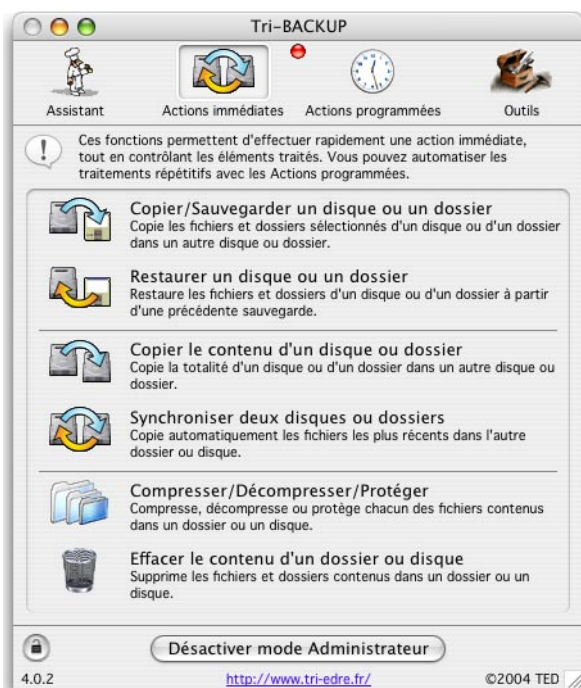 Tri-BACKUP
Assistant
Actions immédiates
Actions programmées
Outils
Ces fonctions permettent d'effectuer rapidement une action immédiate,
tout en contrôlant les éléments traités. Vous pouvez automatiser les
traitements répétitifs avec les Actions programmées.
Copier/Sauvegarder un disque ou un dossier
Copie les fichiers et dossiers sélectionnés d'un disque ou d'un dossier
dans un autre disque ou dossier.
Restaurer un disque ou un dossier
Restaure les fichiers et dossiers d'un disque ou d'un dossier à partir
d'une précédente sauvegarde.
Copier le contenu d'un disque ou dossier
Copie la totalité d'un disque ou d'un dossier dans un autre disque ou
dossier.
Synchroniser deux disques ou dossiers
Copie automatiquement les fichiers les plus récents dans l'autre
dossier ou disque.
Compresser/Décompresser/Protéger
Compresse, décompresse ou protège chacun des fichiers contenus
dans un dossier ou un disque.
Effacer le contenu d'un dossier ou disque
Supprime les fichiers et dossiers contenus dans un dossier ou un
disque.
Désactiver mode Administrateur
4.0.2
http://www.tri-edre.fr/
©2004 TED